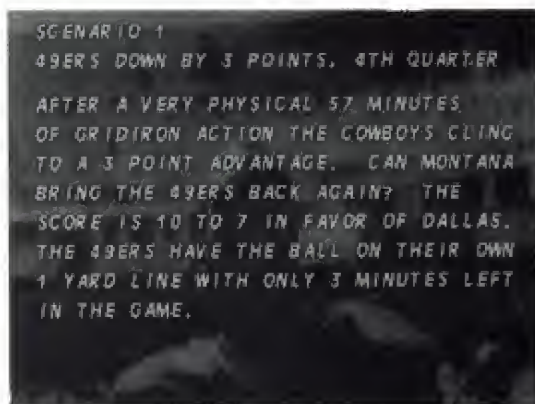 SCENARIO 1
49ERS DOWN BY 3 POINTS, 4TH QUARTER
AFTER A VERY PHYSICAL 57 MINUTES
OF GRIDIRON ACTION THE COWBOYS CLING
TO A 3 POINT ADVANTAGE. CAN MONTANA
BRING THE 49ERS BACK AGAIN? THE
SCORE IS 10 TO 7 IN FAVOR OF DALLAS.
THE 49ERS HAVE THE BALL ON THEIR OWN
1 YARD LINE WITH ONLY 3 MINUTES LEFT
IN THE GAME.